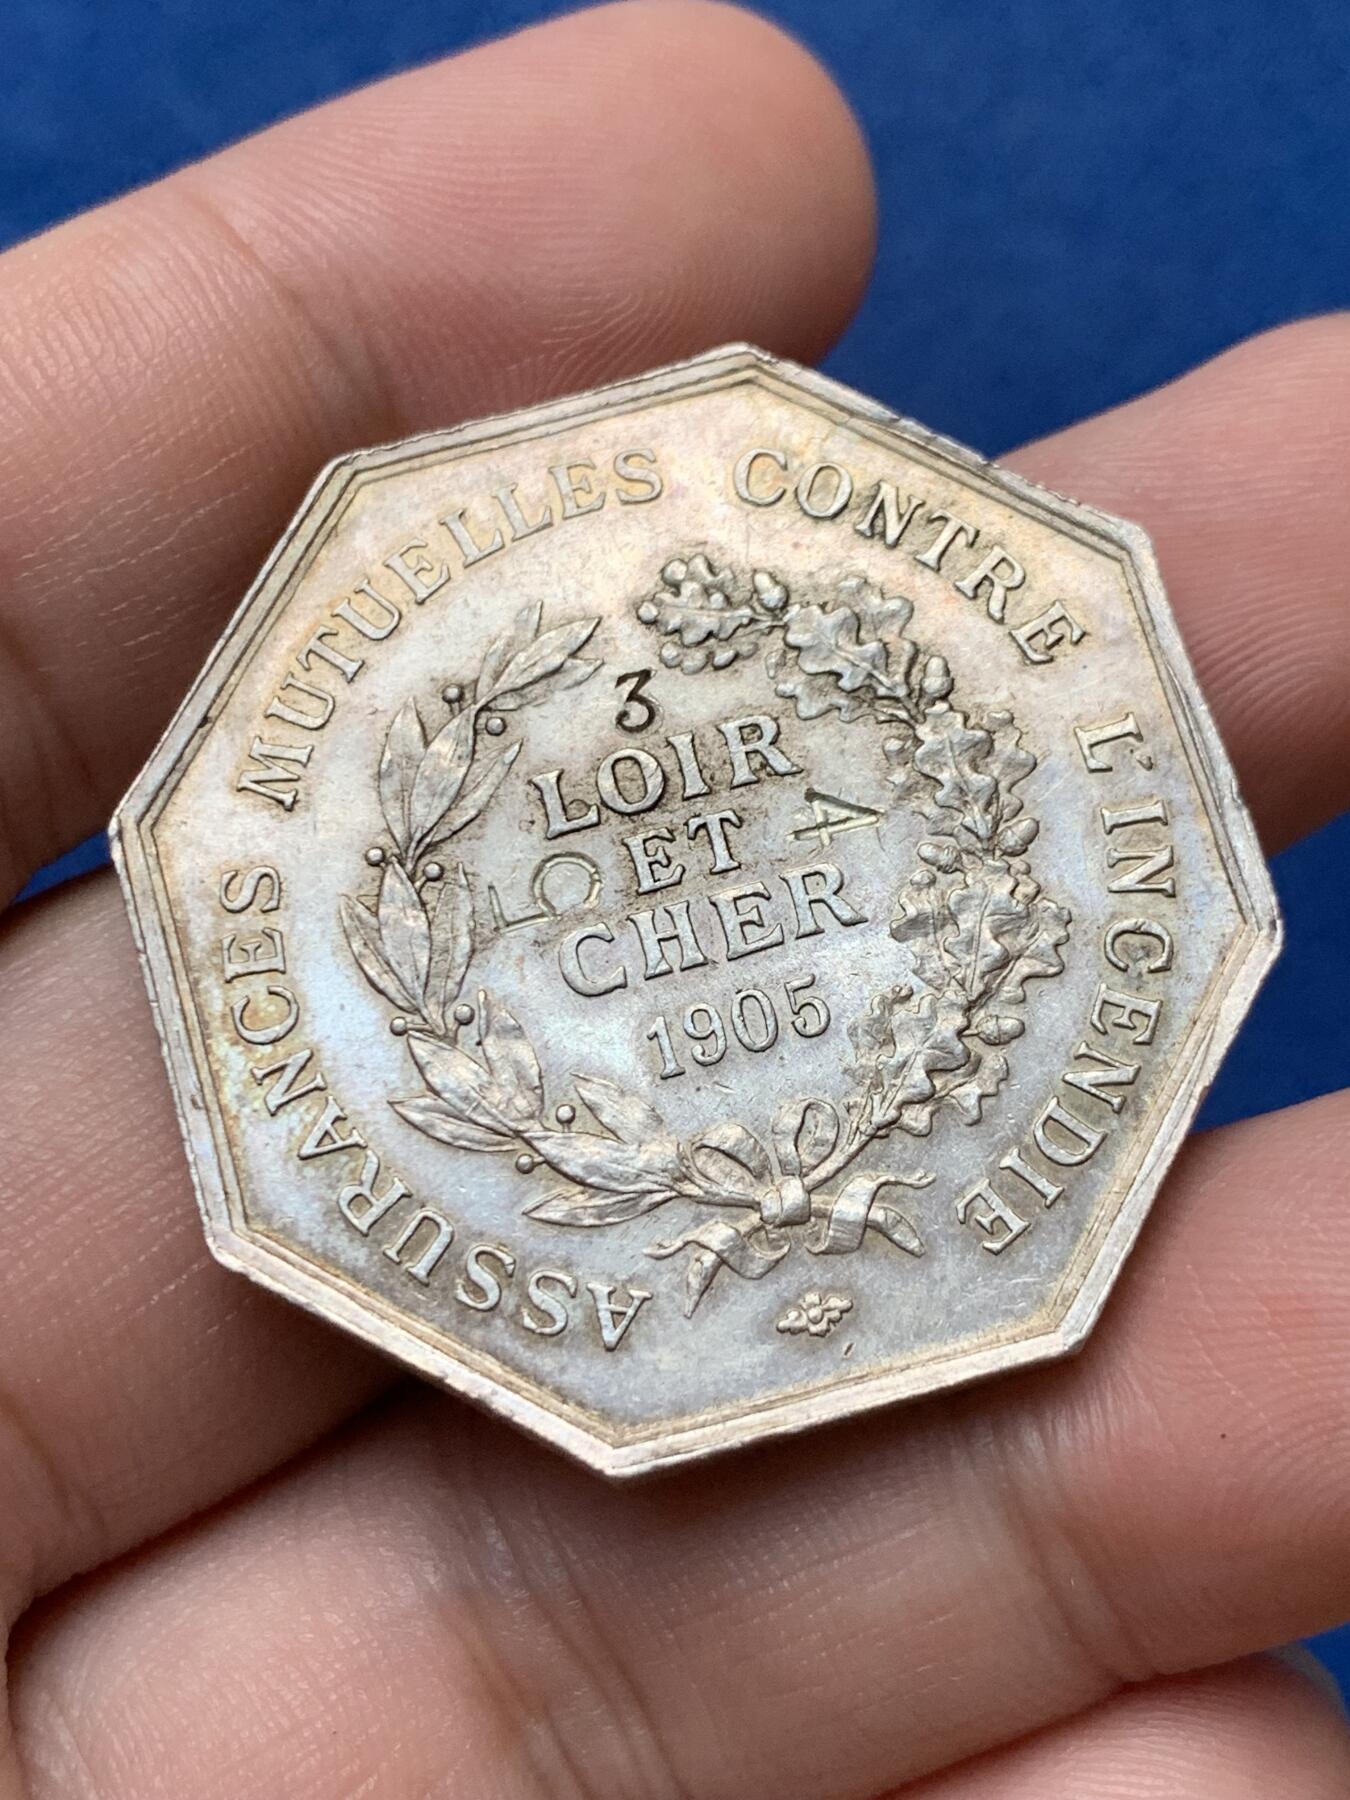 ASSURANCES MUTUELLES CONTRE L'INCENDIE
3
LOIR
ET
4
5
CHER
1905